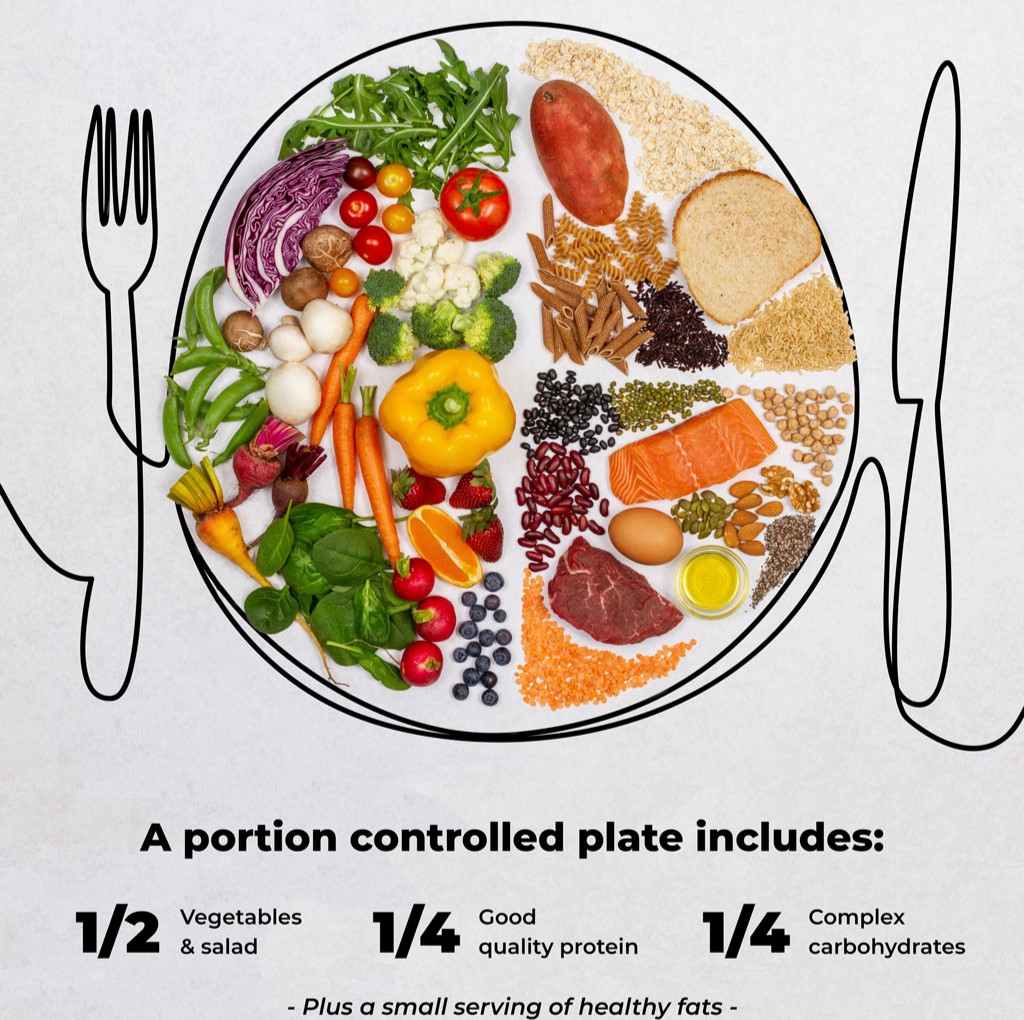 A portion controlled plate includes:
1/2 Vegetables & salad
1/4 Good quality protein
1/4 Complex carbohydrates
- Plus a small serving of healthy fats -